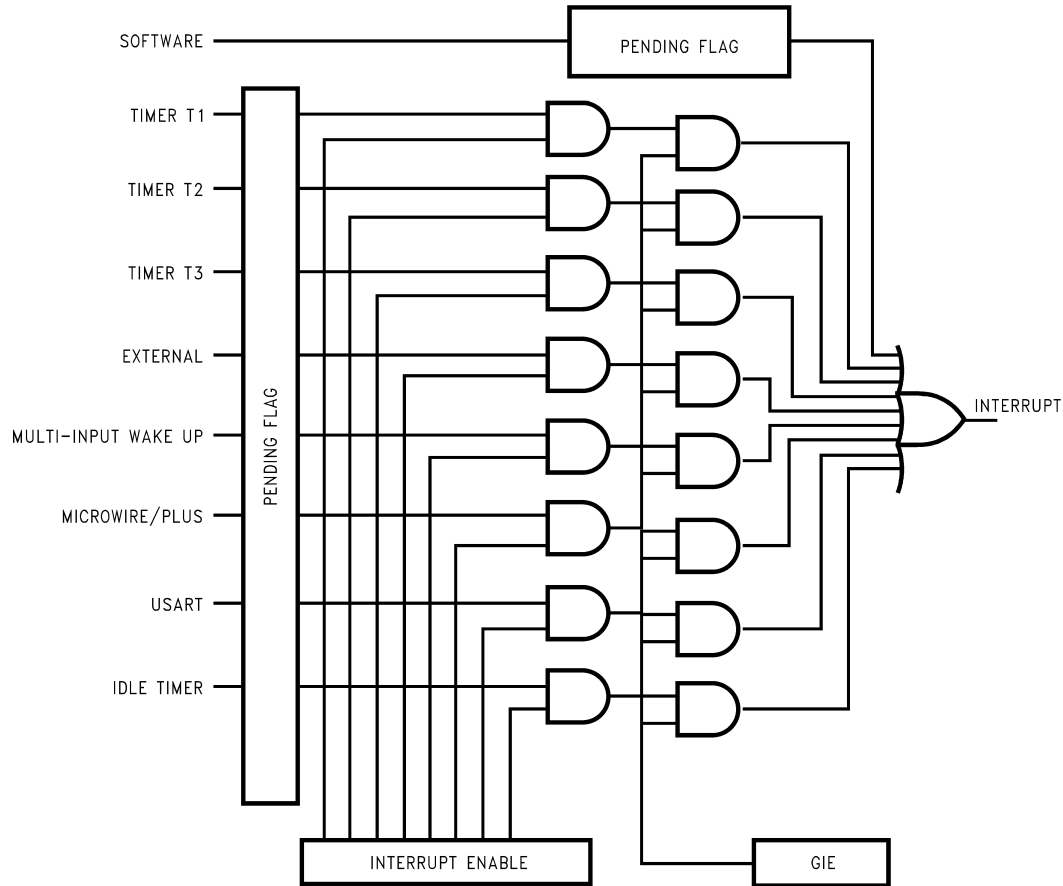 SOFTWARE
PENDING FLAG
TIMER T1
TIMER T2
TIMER T3
EXTERNAL
INTERRUPT
MULTI-INPUT WAKE UP
PENDING FLAG
MICROWIRE/PLUS
USART
IDLE TIMER
INTERRUPT ENABLE
GIE